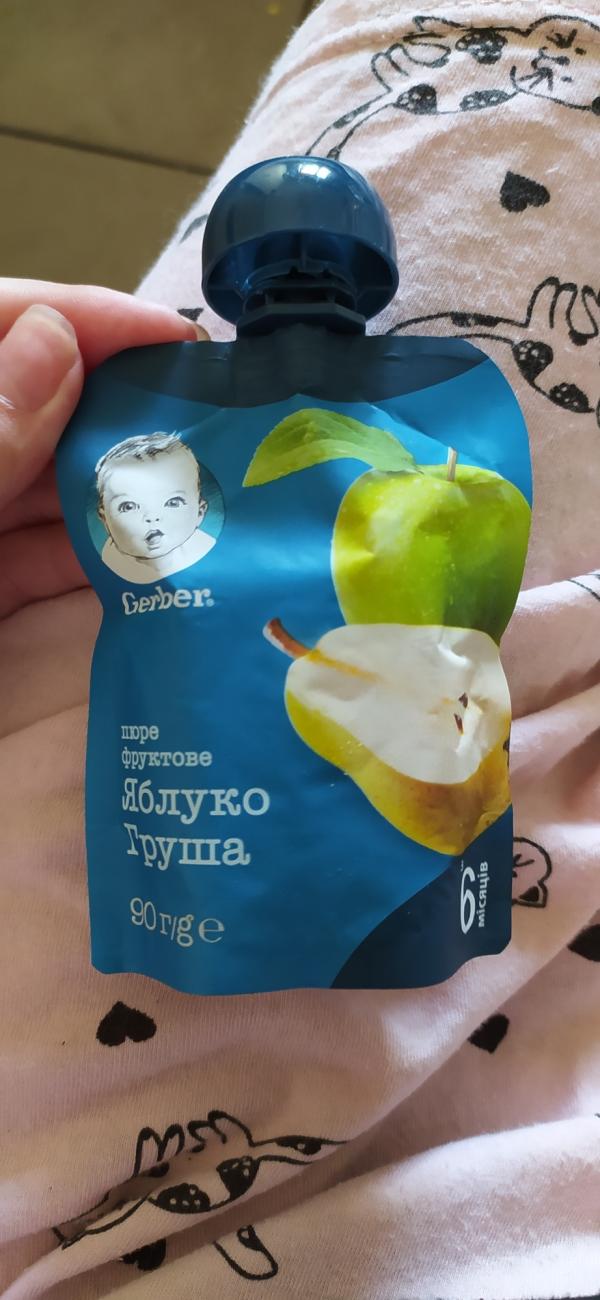 Gerber®
пюре
фруктове
Яблуко
Груша
90 г/g e
6
місяців